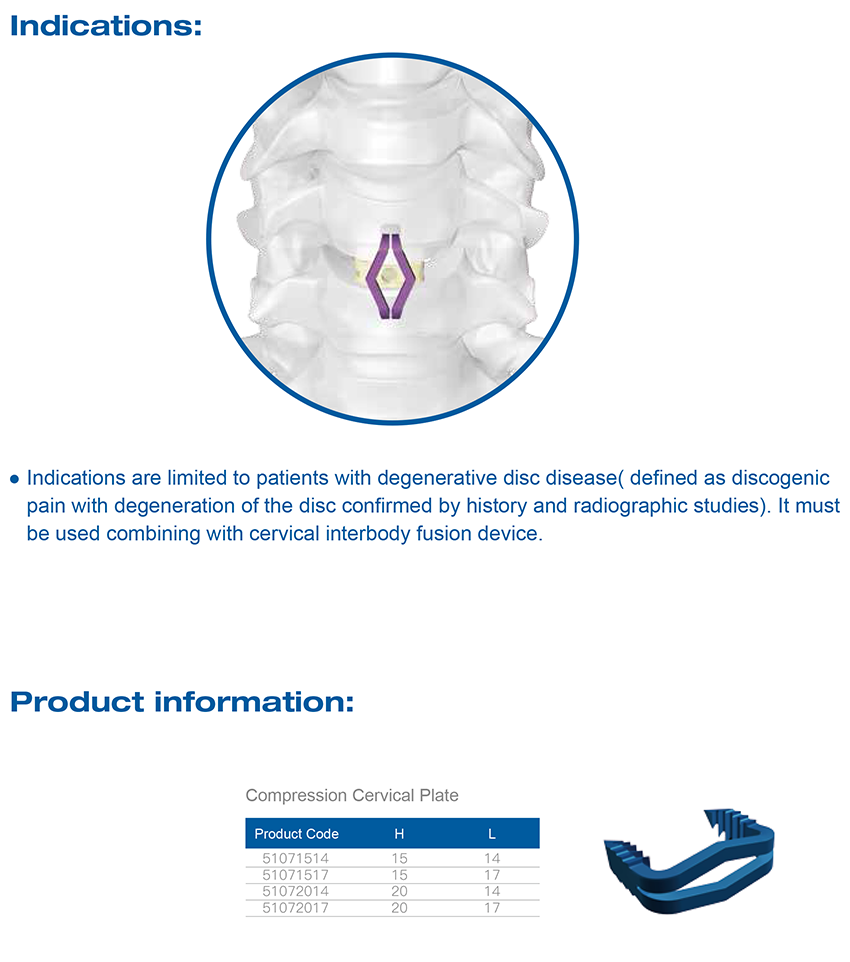 Indications:
● Indications are limited to patients with degenerative disc disease( defined as discogenic
pain with degeneration of the disc confirmed by history and radiographic studies). It must
be used combining with cervical interbody fusion device.
Product information:
Compression Cervical Plate
Product Code H L
51071514 15 14
51071517 15 17
51072014 20 14
51072017 20 17